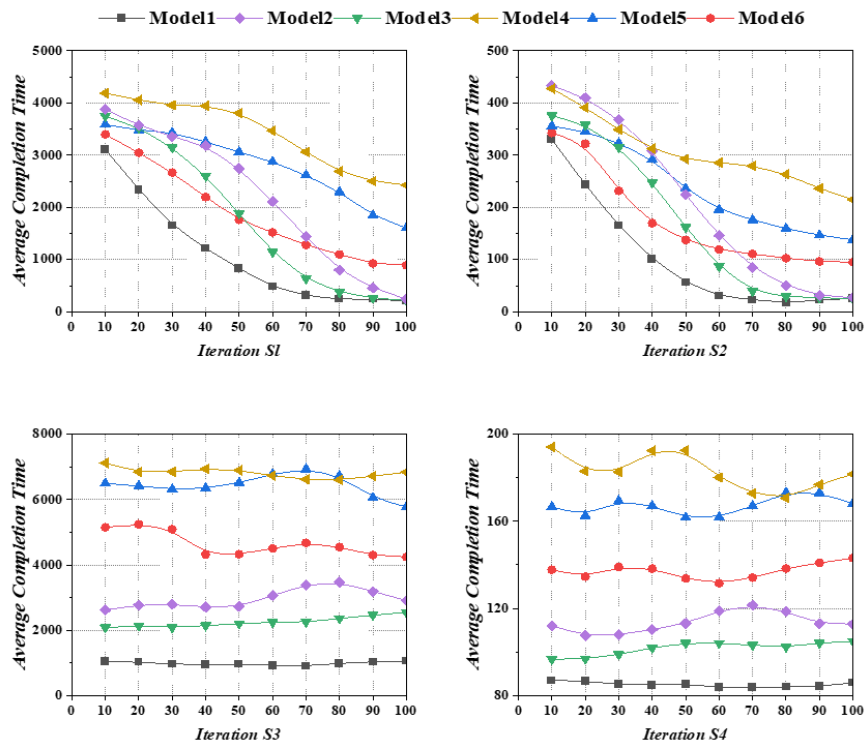 Model1 Model2 Model3 Model4 Model5 Model6
5000
4000
3000
2000
1000
0
Average Completion Time
0 10 20 30 40 50 60 70 80 90 100
Iteration S1
500
400
300
200
100
0
Average Completion Time
0 10 20 30 40 50 60 70 80 90 100
Iteration S2
8000
6000
4000
2000
0
Average Completion Time
0 10 20 30 40 50 60 70 80 90 100
Iteration S3
200
160
120
80
Average Completion Time
0 10 20 30 40 50 60 70 80 90 100
Iteration S4